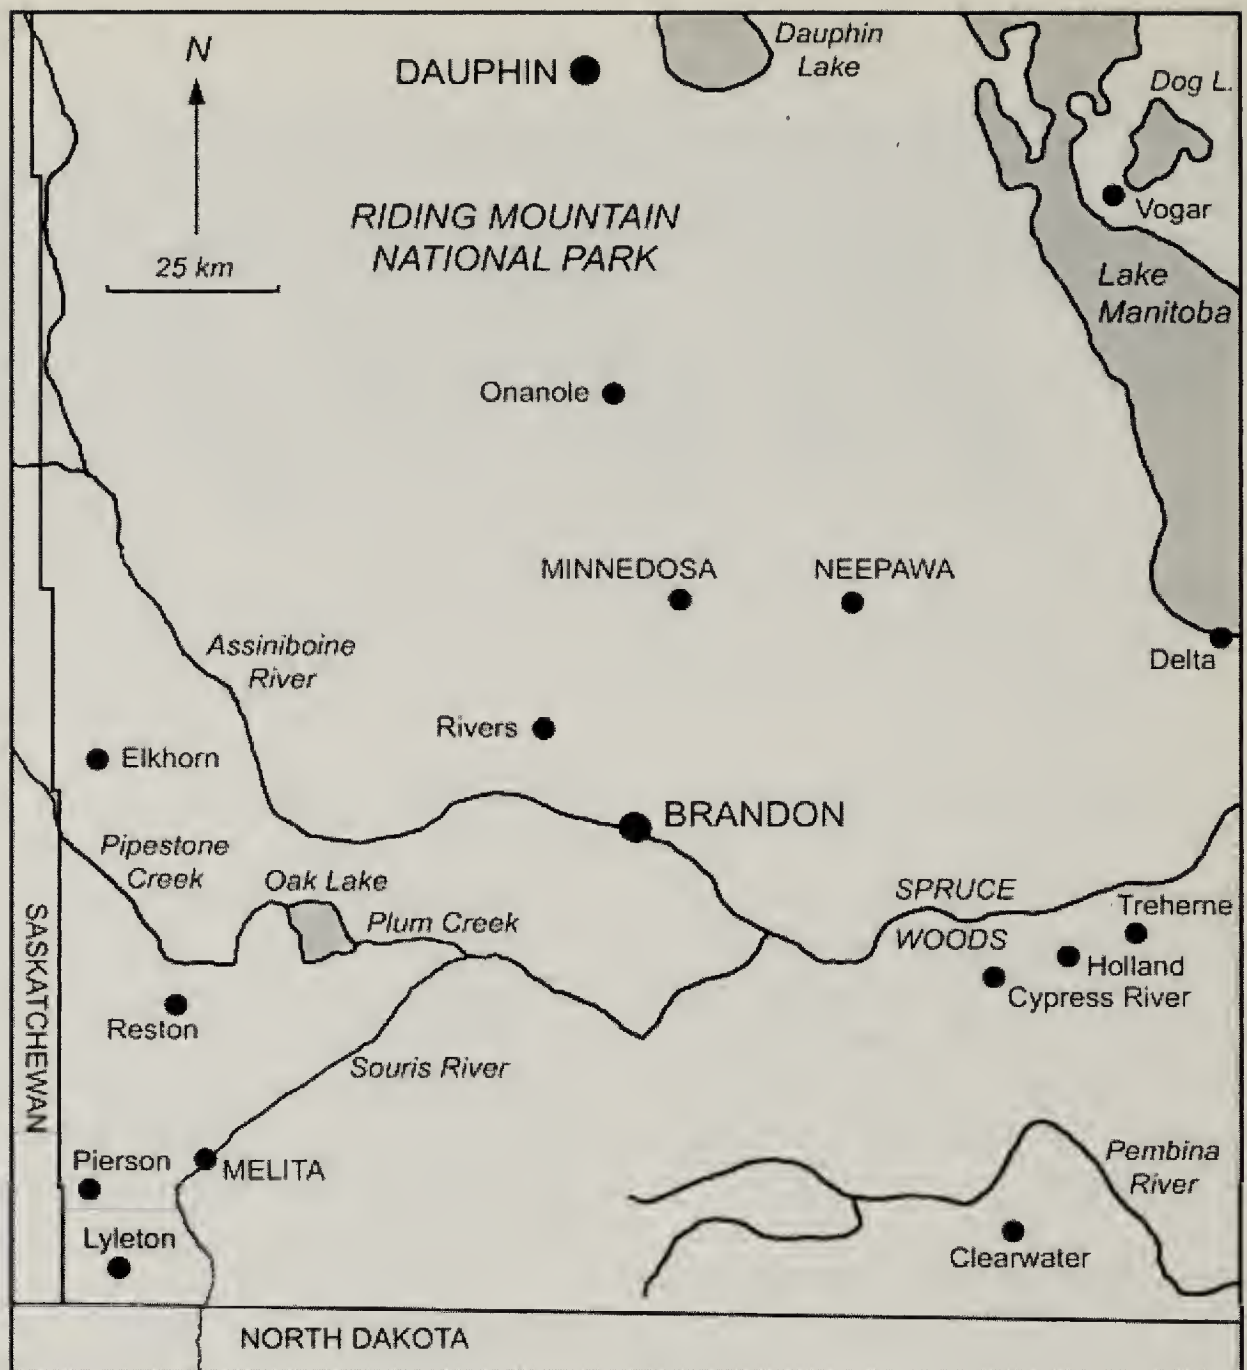 N
DAUPHIN
Dauphin
Lake
Dog L.
Vogar
RIDING MOUNTAIN
NATIONAL PARK
25 km
Lake
Manitoba
Onanole
MINNEDOSA
NEEPAWA
Delta
Assiniboine
River
Rivers
Elkhorn
BRANDON
Pipestone
Creek
Oak Lake
Plum Creek
SPRUCE
WOODS
Treherne
Holland
Cypress River
Reston
SASKATCHEWAN
Souris River
Pierson
MELITA
Pembina
River
Lyleton
Clearwater
NORTH DAKOTA